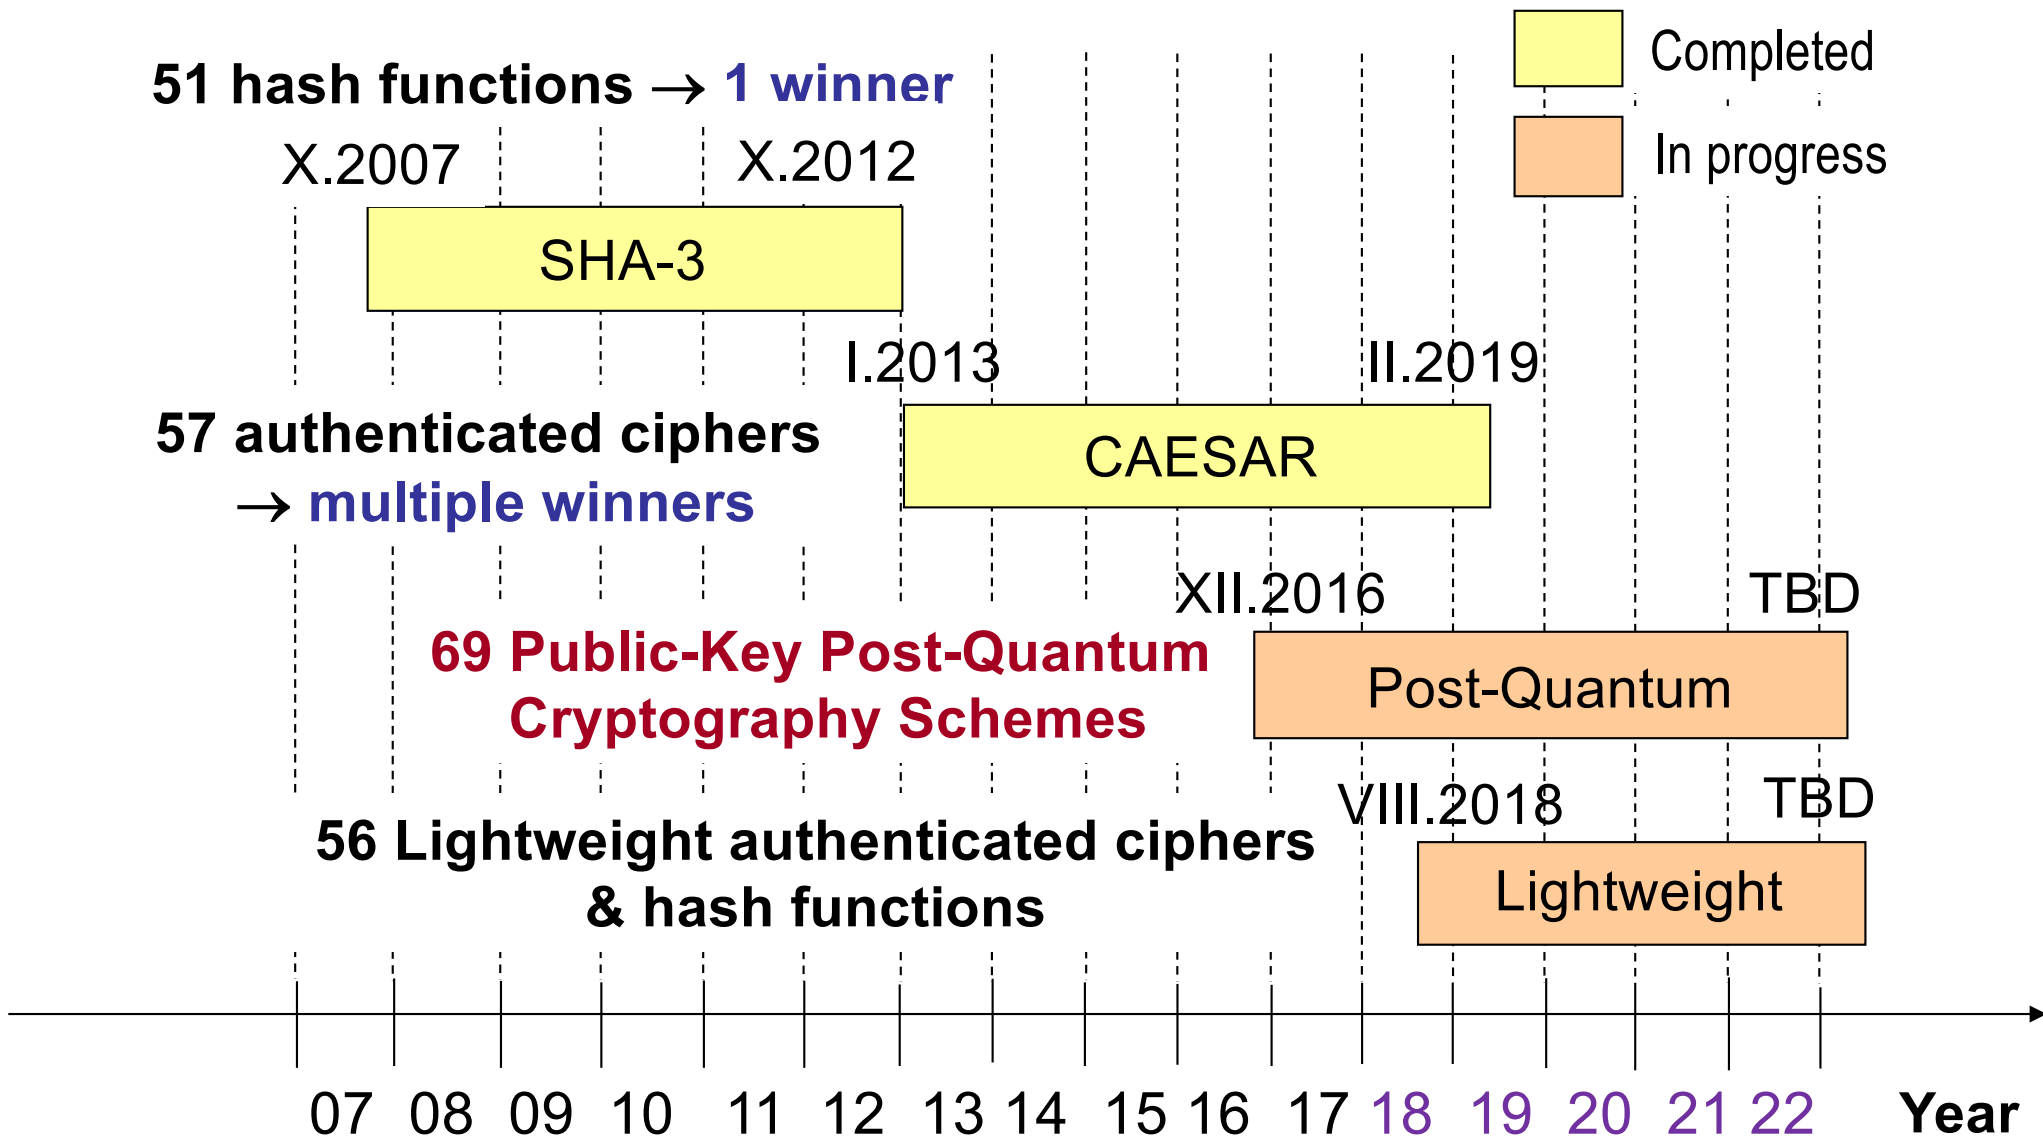 Completed
In progress
51 hash functions → 1 winner
X.2007
X.2012
SHA-3
I.2013
II.2019
57 authenticated ciphers
→ multiple winners
CAESAR
XII.2016
TBD
69 Public-Key Post-Quantum
Cryptography Schemes
Post-Quantum
VIII.2018
TBD
56 Lightweight authenticated ciphers
& hash functions
Lightweight
07 08 09 10 11 12 13 14 15 16 17 18 19 20 21 22 Year